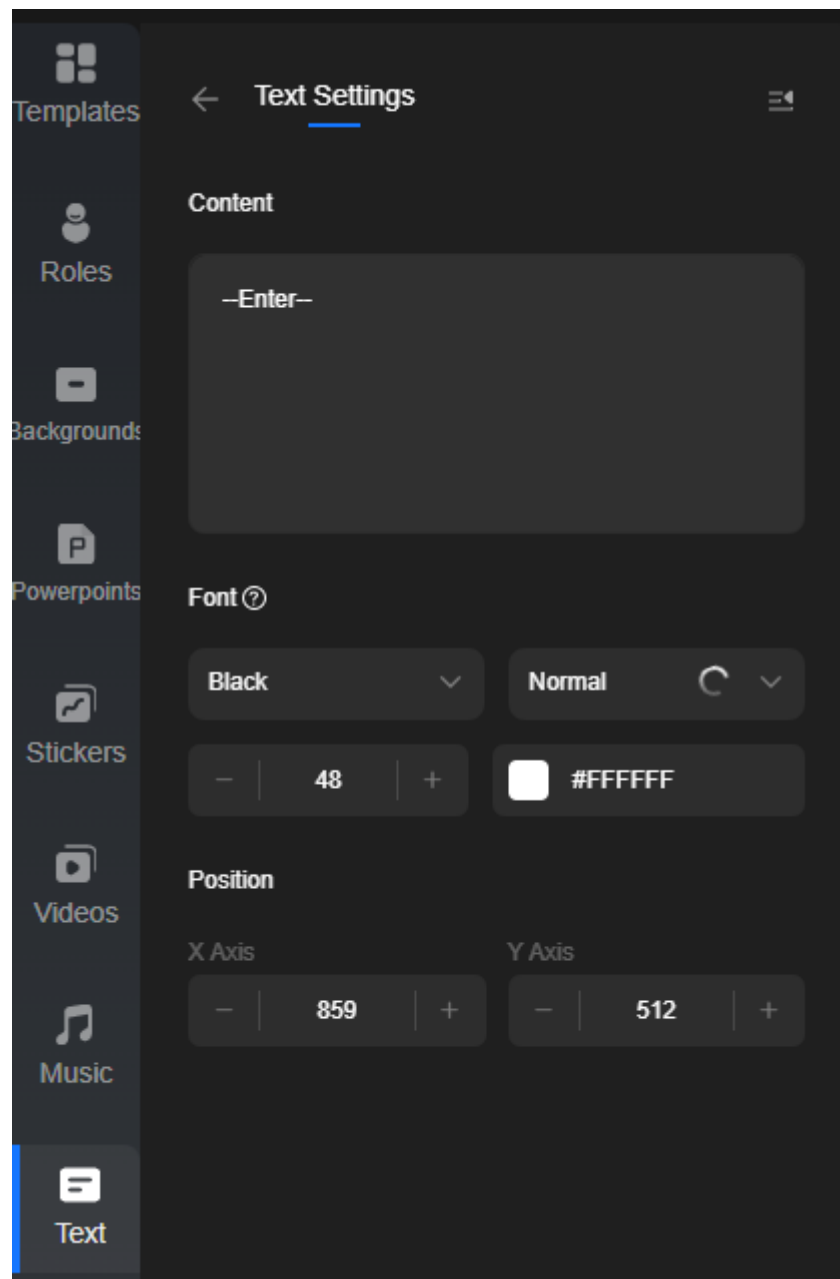 Templates
Roles
Backgrounds
Powerpoints
Stickers
Videos
Music
Text
Text Settings
Content
--Enter--
Font
Black
Normal
48
#FFFFFF
Position
X Axis
Y Axis
859
512